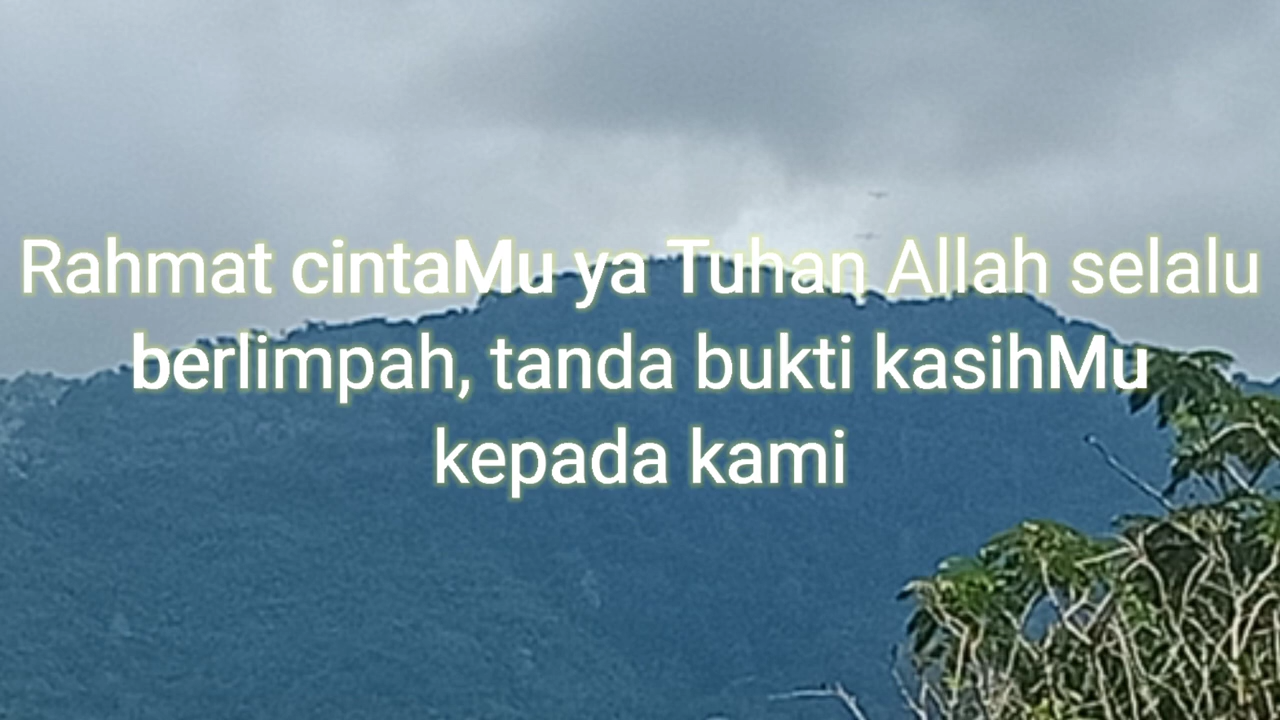 Rahmat cintaMu ya Tuhan Allah selalu
berlimpah, tanda bukti kasihMu
kepada kami